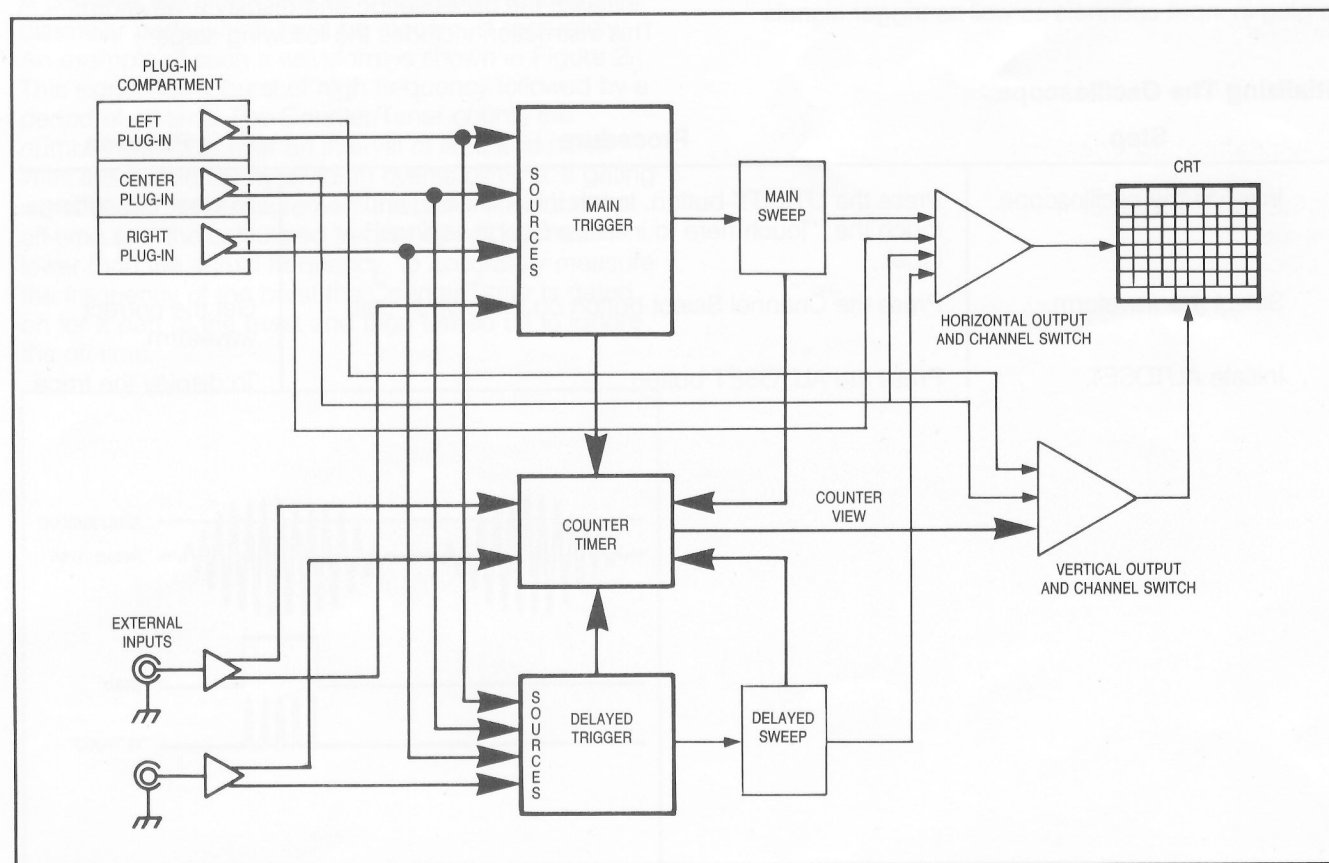 PLUG-IN
COMPARTMENT
LEFT
PLUG-IN
CENTER
PLUG-IN
RIGHT
PLUG-IN
SOURCES
MAIN
TRIGGER
MAIN
SWEEP
CRT
HORIZONTAL OUTPUT
AND CHANNEL SWITCH
COUNTER
TIMER
COUNTER
VIEW
VERTICAL OUTPUT
AND CHANNEL SWITCH
EXTERNAL
INPUTS
SOURCES
DELAYED
TRIGGER
DELAYED
SWEEP